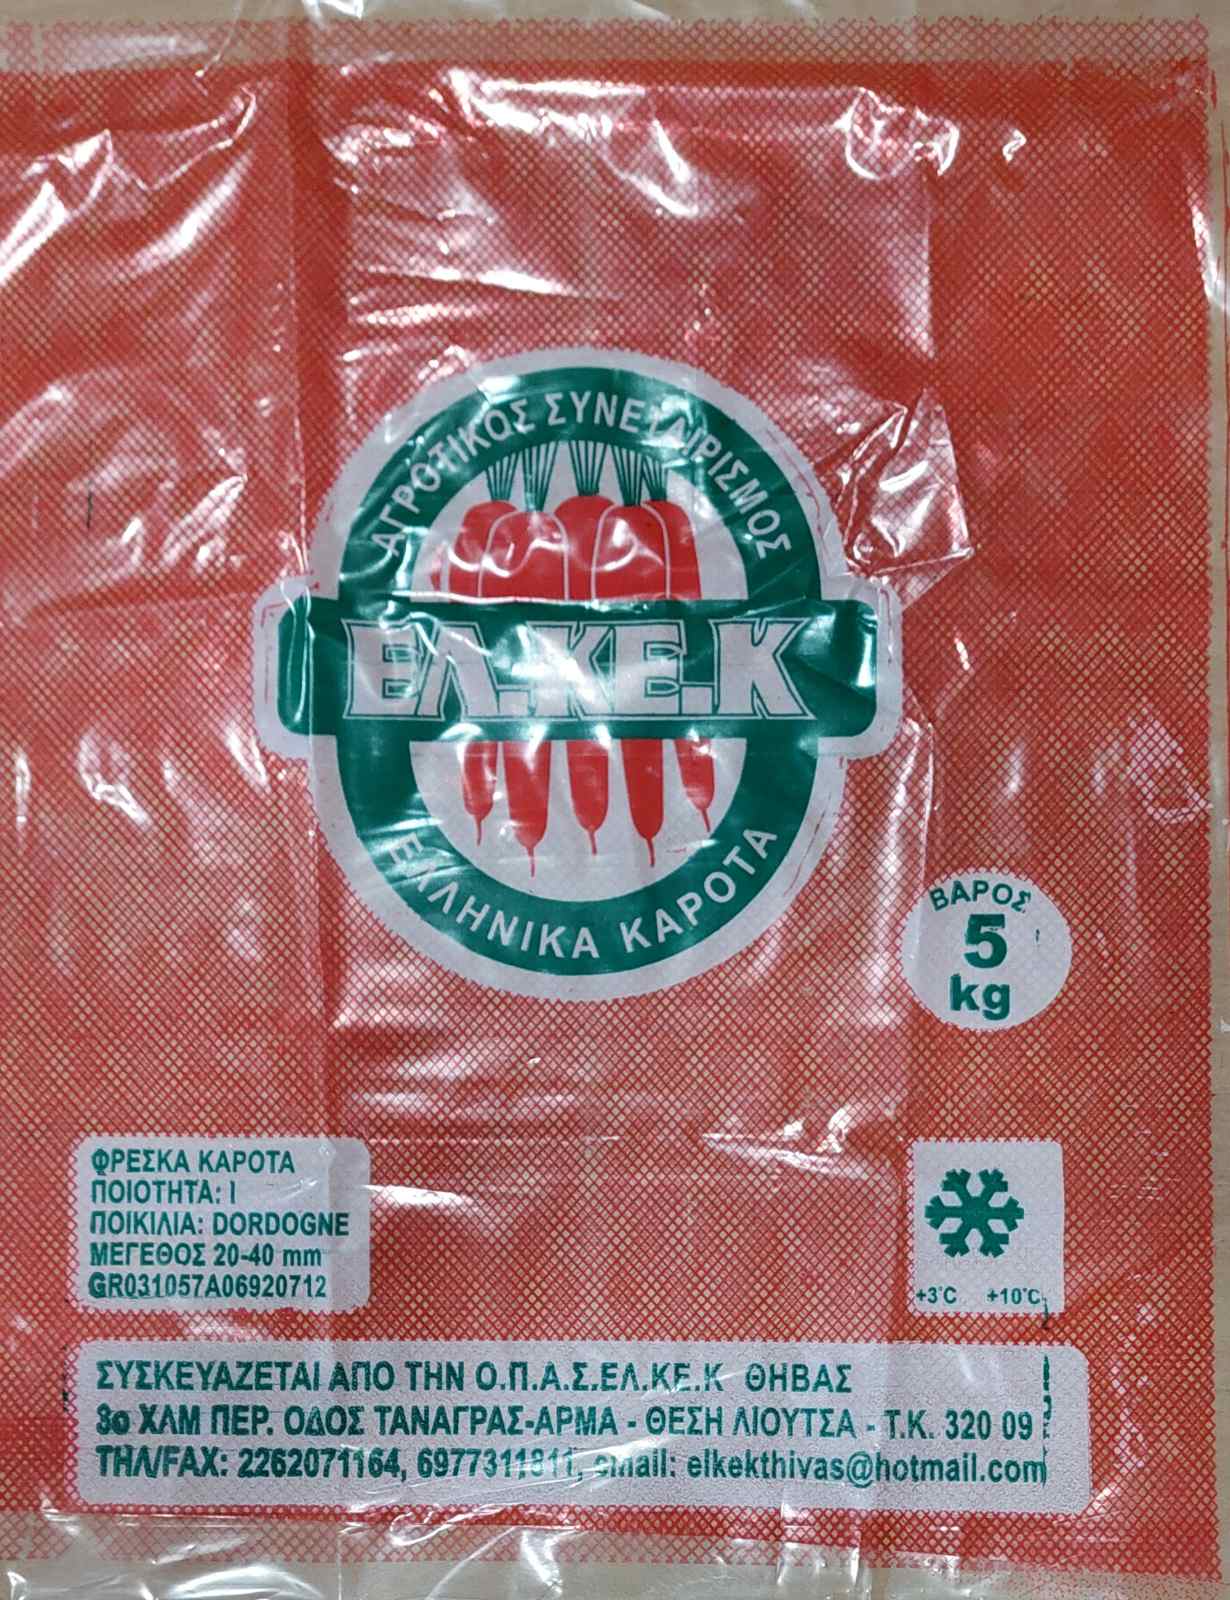 ΑΓΡΟΤΙΚΟΣ ΣΥΝΕΤΑΙΡΙΣΜΟΣ
ΕΛ.ΚΕ.Κ
ΕΛΛΗΝΙΚΑ ΚΑΡΟΤΑ
ΒΑΡΟΣ
5
kg
ΦΡΕΣΚΑ ΚΑΡΟΤΑ
ΠΟΙΟΤΗΤΑ: Ι
ΠΟΙΚΙΛΙΑ: DORDOGNE
ΜΕΓΕΘΟΣ 20-40 mm
GR031057A06920712
+3°C +10°C
ΣΥΣΚΕΥΑΖΕΤΑΙ ΑΠΟ ΤΗΝ Ο.Π.Α.Σ.ΕΛ.ΚΕ.Κ ΘΗΒΑΣ
3ο ΧΛΜ ΠΕΡ. ΟΔΟΣ ΤΑΝΑΓΡΑΣ-ΑΡΜΑ - ΘΕΣΗ ΛΙΟΥΤΣΑ - Τ.Κ. 320 09
ΤΗΛ/FAX: 2262071164, 6977311811, email: elkekthivas@hotmail.com